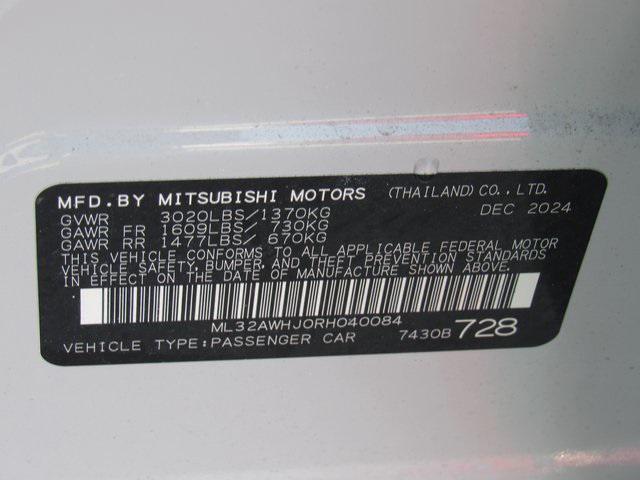 MFD.BY MITSUBISHI MOTORS (THAILAND) CO.,LTD.
GVWR 3020LBS/1370KG DEC 2024
GAWR FR 1609LBS/ 730KG
GAWR RR 1477LBS/ 670KG
THIS VEHICLE CONFORMS TO ALL APPLICABLE FEDERAL MOTOR
VEHICLE SAFETY, BUMPER, AND THEFT PREVENTION STANDARDS
IN EFFECT ON THE DATE OF MANUFACTURE SHOWN ABOVE.
ML32AWHJ0RH040084
VEHICLE TYPE:PASSENGER CAR 7430B 728